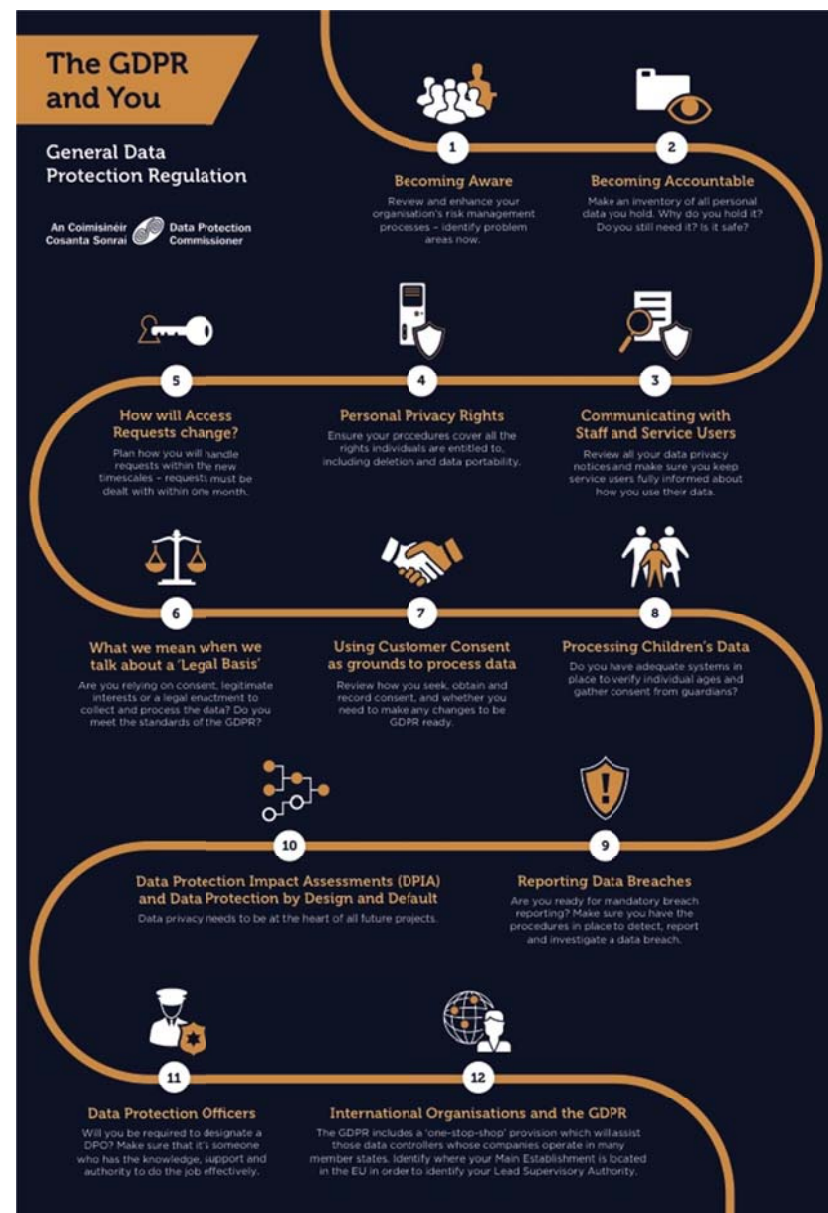 The GDPR
and You
General Data
Protection Regulation
An Coimisinéir
Cosanta Sonraí
Data Protection
Commissioner
1
Becoming Aware
Review and enhance your
organisation's risk management
processes – identify problem
areas now.
2
Becoming Accountable
Make an inventory of all personal
data you hold. Why do you hold it?
Do you still need it? Is it safe?
3
Communicating with
Staff and Service Users
Review all your data privacy
notices and make sure you keep
service users fully informed about
how you use their data.
4
Personal Privacy Rights
Ensure your procedures cover all the
rights individuals are entitled to,
including deletion and data portability.
5
How will Access
Requests change?
Plan how you will handle
requests within the new
timescales – requests must be
dealt with within one month.
6
What we mean when we
talk about a 'Legal Basis'
Are you relying on consent, legitimate
interests or a legal enactment to
collect and process the data? Do you
meet the standards of the GDPR?
7
Using Customer Consent
as grounds to process data
Review how you seek, obtain and
record consent, and whether you
need to make any changes to be
GDPR ready.
8
Processing Children's Data
Do you have adequate systems in
place to verify individual ages and
gather consent from guardians?
9
Reporting Data Breaches
Are you ready for mandatory breach
reporting? Make sure you have the
procedures in place to detect, report
and investigate a data breach.
10
Data Protection Impact Assessments (DPIA)
and Data Protection by Design and Default
Data privacy needs to be at the heart of all future projects.
11
Data Protection Officers
Will you be required to designate a
DPO? Make sure that it's someone
who has the knowledge, support and
authority to do the job effectively.
12
International Organisations and the GDPR
The GDPR includes a 'one-stop-shop' provision which will assist
those data controllers whose companies operate in many
member states. Identify where your Main Establishment is located
in the EU in order to identify your Lead Supervisory Authority.